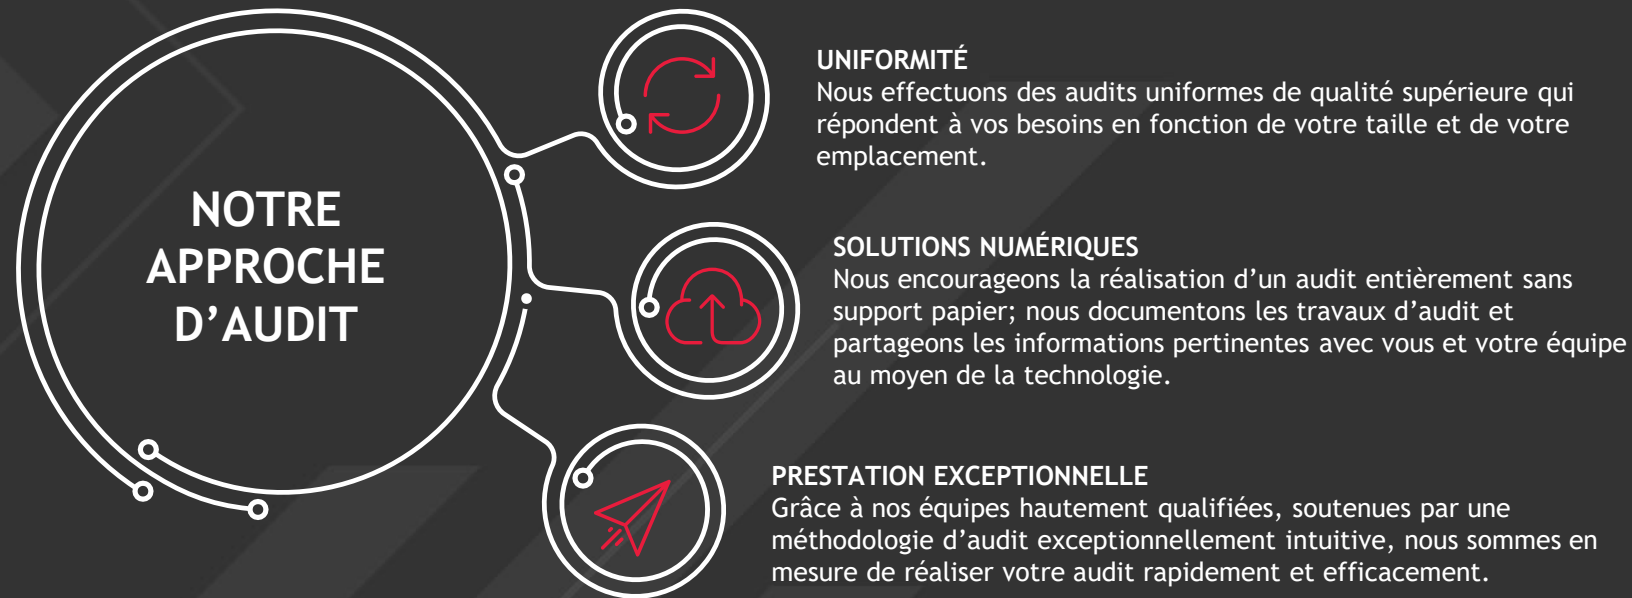 NOTRE
APPROCHE
D’AUDIT
UNIFORMITÉ
Nous effectuons des audits uniformes de qualité supérieure qui
répondent à vos besoins en fonction de votre taille et de votre
emplacement.
SOLUTIONS NUMÉRIQUES
Nous encourageons la réalisation d’un audit entièrement sans
support papier; nous documentons les travaux d’audit et
partageons les informations pertinentes avec vous et votre équipe
au moyen de la technologie.
PRESTATION EXCEPTIONNELLE
Grâce à nos équipes hautement qualifiées, soutenues par une
méthodologie d’audit exceptionnellement intuitive, nous sommes en
mesure de réaliser votre audit rapidement et efficacement.